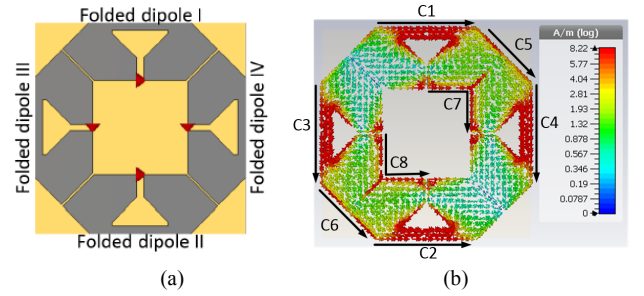 Folded dipole I
Folded dipole III
Folded dipole IV
Folded dipole II
(a)
C1
C5
C3
C7
C4
C8
C6
C2
A/m (log)
8.22
5.97
4.04
2.81
1.93
1.32
0.878
0.567
0.346
0.19
0.0787
0
(b)